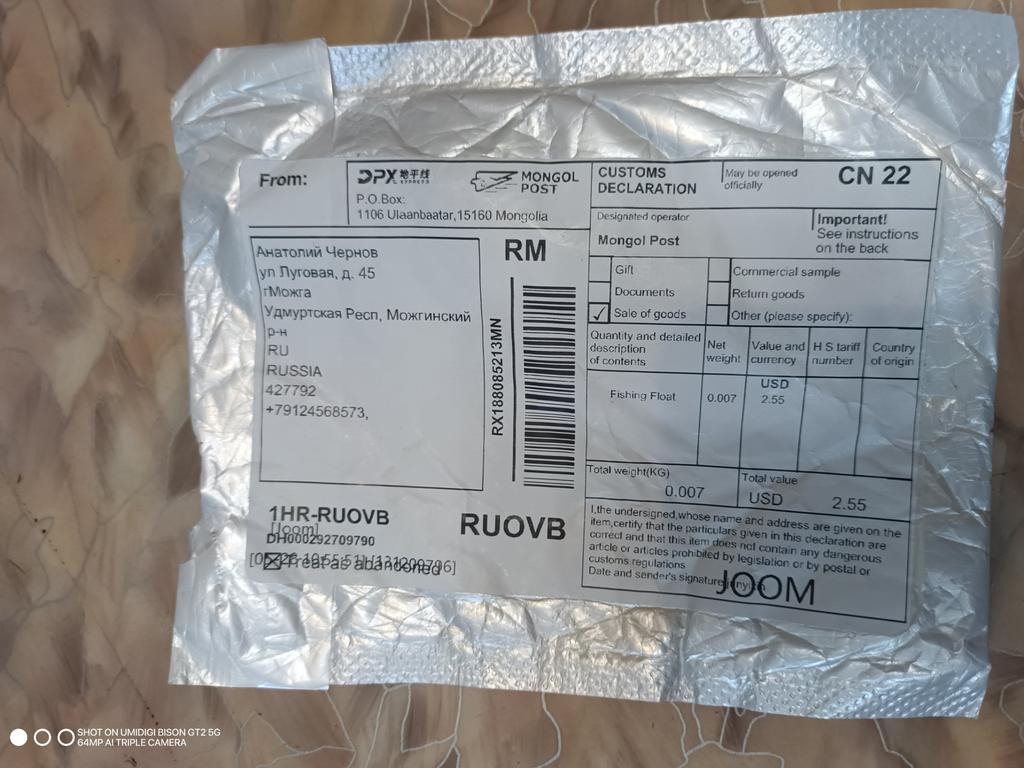 From:
DPX 地平线
EXPRESS
MONGOL
POST
P.O.Box:
1106 Ulaanbaatar,15160 Mongolia
Анатолий Чернов
ул Луговая, д. 45
гМожга
Удмуртская Респ, Можгинский
р-н
RU
RUSSIA
427792
+79124568573,
RM
RX188085213MN
1HR-RUOVB
[Joom]
DH000292709790
Treat as abandoned
RUOVB
CUSTOMS
DECLARATION
May be opened
officially
CN 22
Designated operator
Mongol Post
Important!
See instructions
on the back
Gift
Commercial sample
Documents
Return goods
✓ Sale of goods
Other (please specify):
Quantity and detailed
description
of contents
Net
weight
Value and
currency
H S tariff
number
Country
of origin
Fishing Float
0.007
USD
2.55
Total weight(KG)
0.007
Total value
USD 2.55
I,the undersigned,whose name and address are given on the
item,certify that the particulars given in this declaration are
correct and that this item does not contain any dangerous
article or articles prohibited by legislation or by postal or
customs regulations
Date and sender's signature
JOOM
SHOT ON UMIDIGI BISON GT2 5G
64MP AI TRIPLE CAMERA